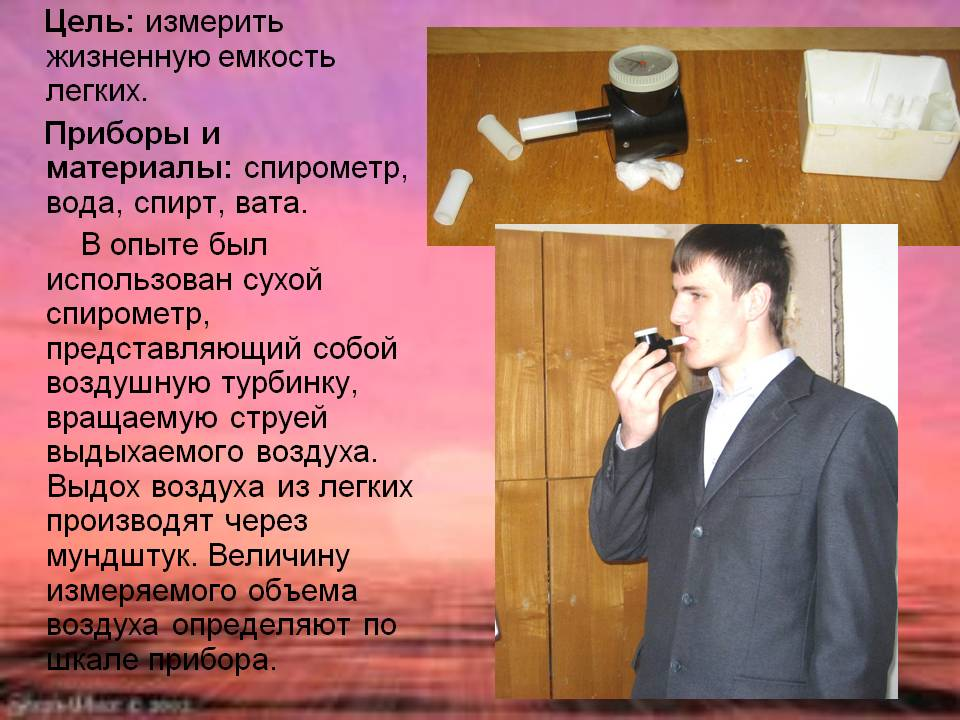 Цель: измерить
жизненную емкость
легких.
Приборы и
материалы: спирометр,
вода, спирт, вата.
В опыте был
использован сухой
спирометр,
представляющий собой
воздушную турбинку,
вращаемую струей
выдыхаемого воздуха.
Выдох воздуха из легких
производят через
мундштук. Величину
измеряемого объема
воздуха определяют по
шкале прибора.